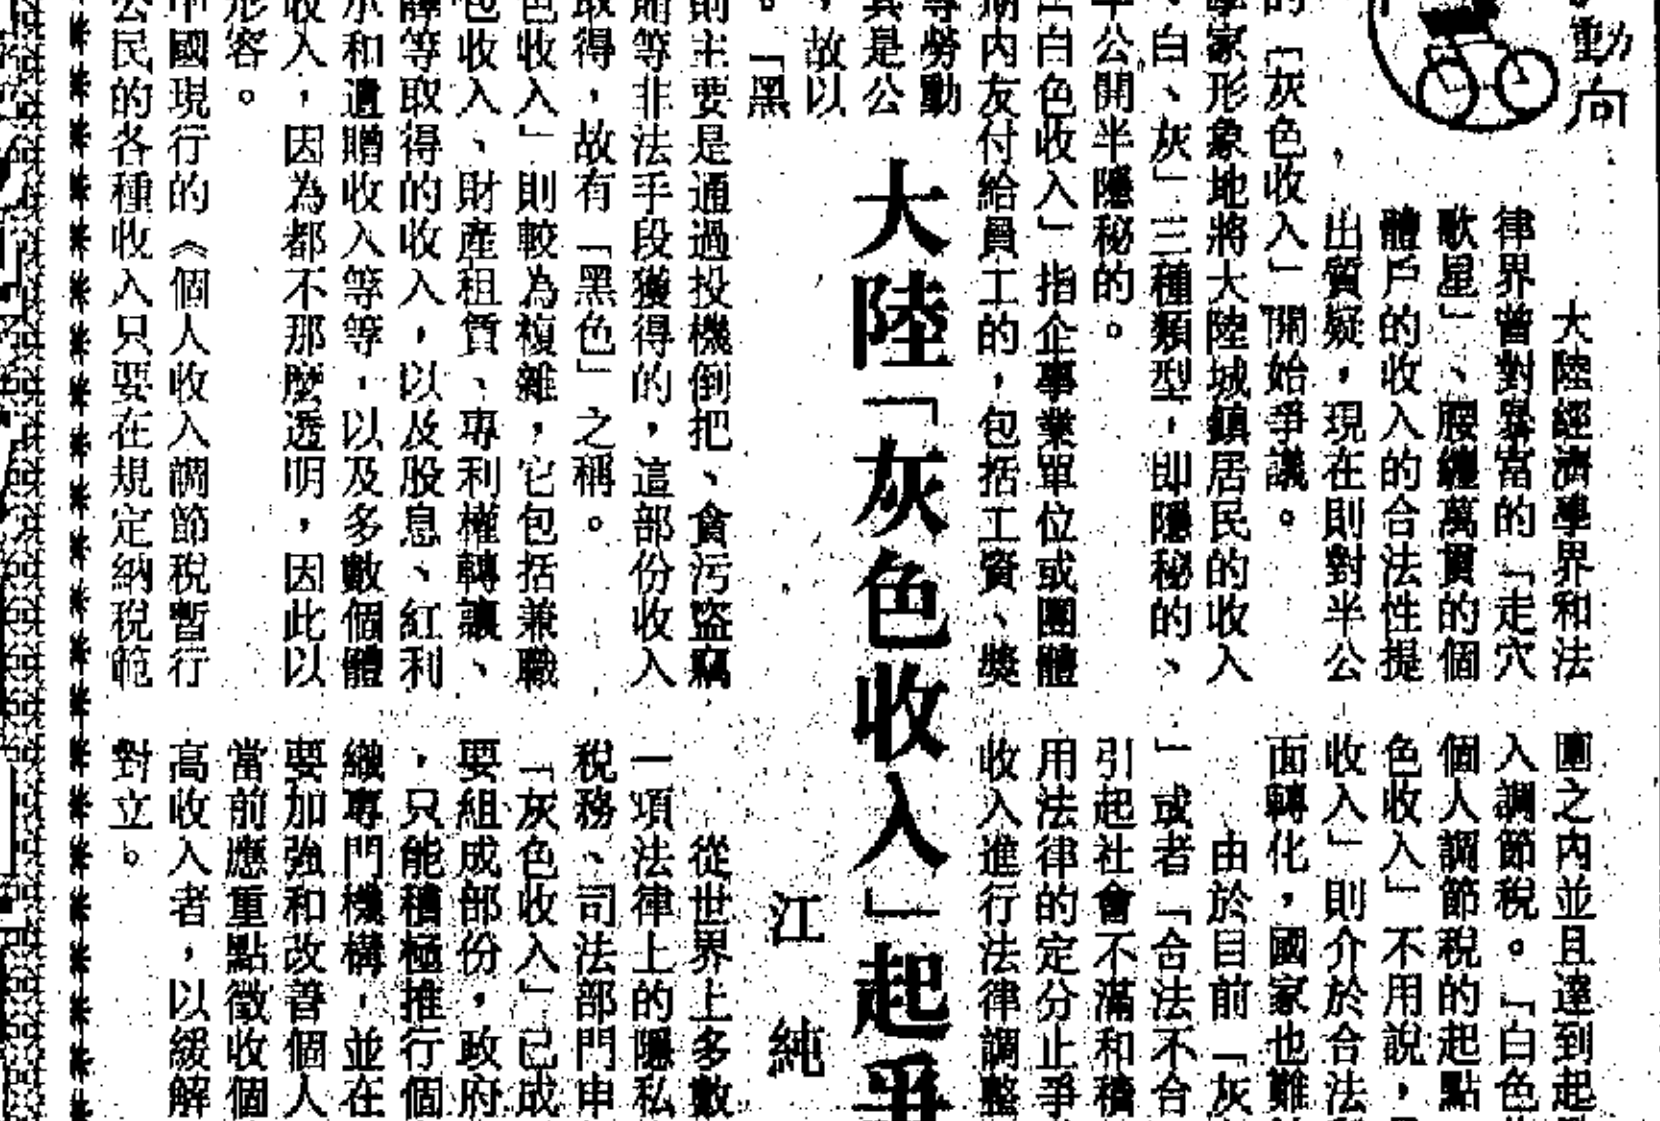 動向
大陸「灰色收入」起爭
江純
大陸經濟學界和法
律界曾對暴富的「走穴
歌星」、腰纏萬貫的個
體戶的收入的合法性提
出質疑，現在則對半公
的「灰色收入」開始爭議。
學家形象地將大陸城鎮居民的收入
、白、灰」三種類型，即隱秘的、
半公開半隱秘的。
「白色收入」指企事業單位或團體
期內友付給員工的，包括工資、獎
等勞動
其是公
，故以
。「黑
則主要是通過投機倒把、貪污盜竊
贈等非法手段獲得的，這部份收入
取得，故有「黑色」之稱。
色收入」則較為複雜，它包括兼職
包收入、財產租賃、專利權轉讓、
譯等取得的收入，以及股息、紅利
承和遺贈收入等等，以及多數個體
收入，因為都不那麼透明，因此以
形容。
中國現行的《個人收入調節稅暫行
公民的各種收入只要在規定納稅範
圍之內並且達到起
入調節稅。「白色
個人調節稅的起點
色收入」不用說，
收入」則介於合法
面轉化，國家也難
由於目前「灰
」或者「合法不合
引起社會不滿和積
用法律的定分止爭
收入進行法律調整
從世界上多數
一項法律上的隱私
稅務、司法部門申
「灰色收入」已成
要組成部份，政府
，只能積極推行個
織專門機構，並在
要加強和改善個人
當前應重點徵收個
高收入者，以緩解
對立。